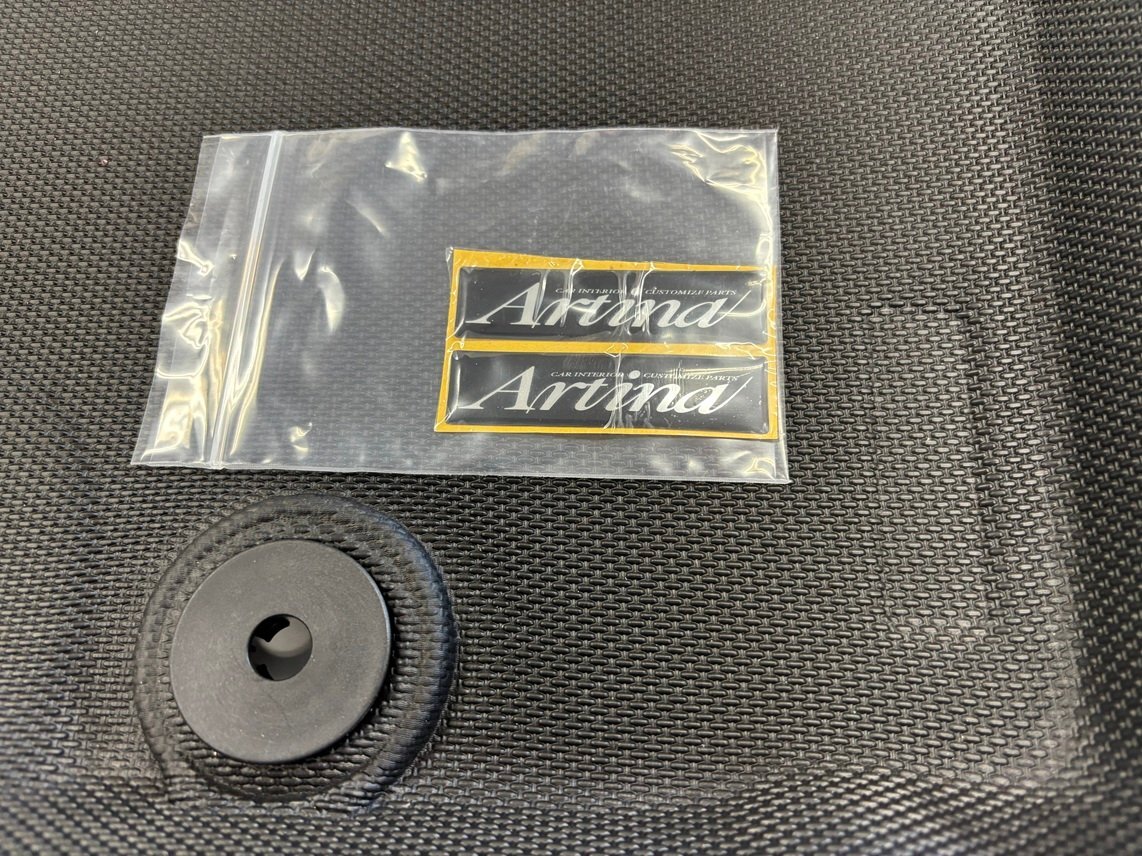 CAR INTERIOR ● CUSTOMIZE PARTS
Artina
CAR INTERIOR ● CUSTOMIZE PARTS
Artina